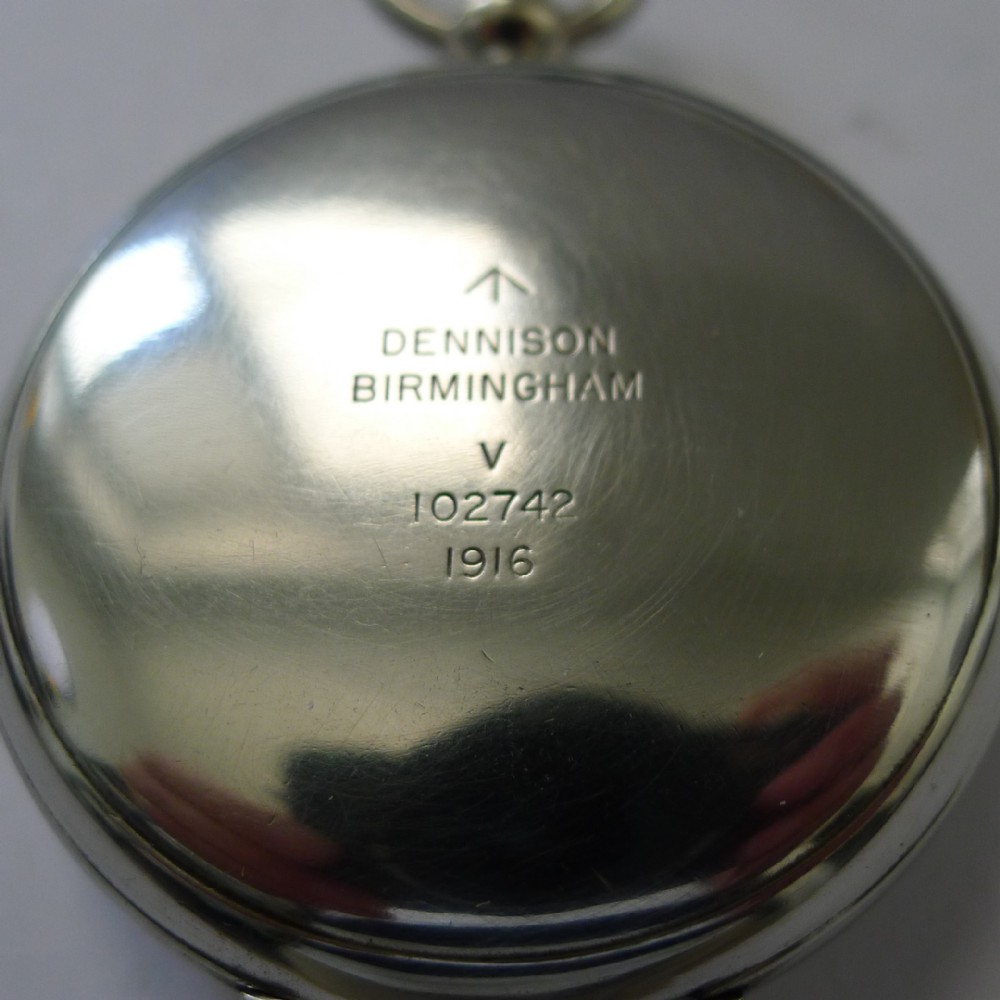 DENNISON
BIRMINGHAM
V
102742
1916